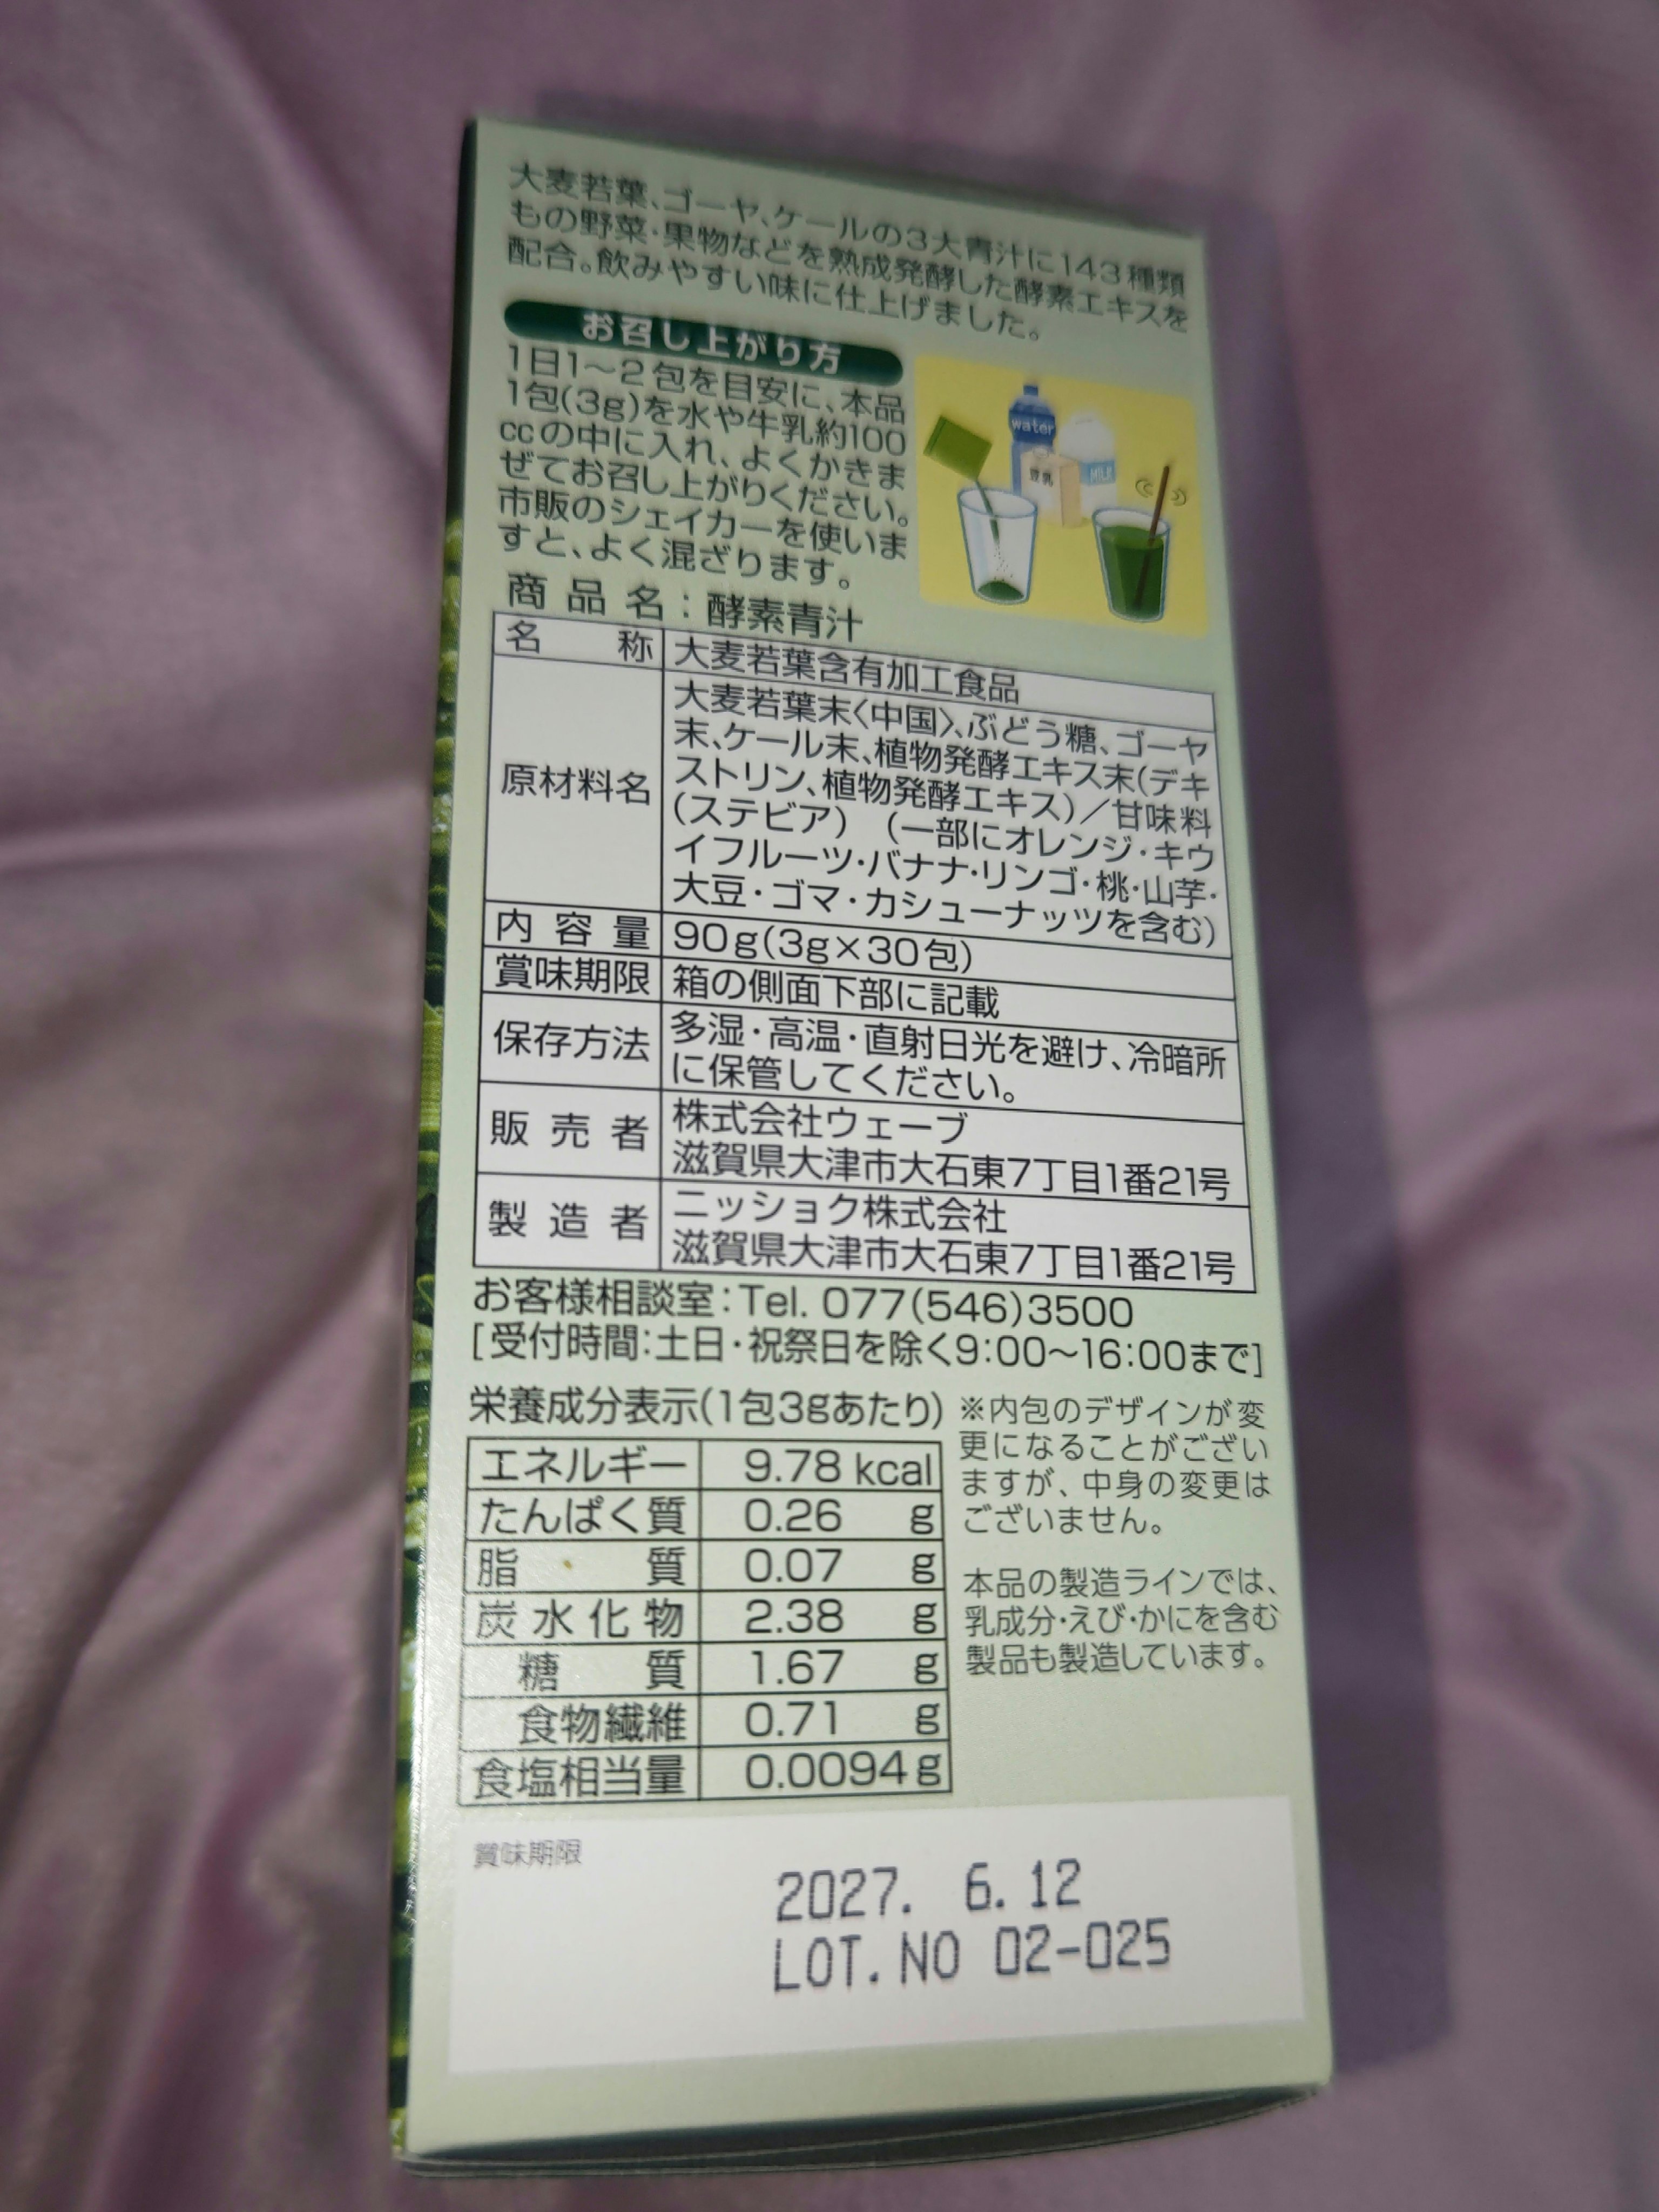 大麦若葉、ゴーヤ、ケールの3大青汁に143種類
もの野菜・果物などを熟成発酵した酵素エキスを
配合。飲みやすい味に仕上げました。
お召し上がり方
1日1〜2包を目安に、本品
1包(3g)を水や牛乳約100
ccの中に入れ、よくかきま
ぜてお召し上がりください。
市販のシェイカーを使いま
すと、よく混ざります。
water
豆乳
MILK
商品名：酵素青汁
名称 大麦若葉含有加工食品
原材料名 大麦若葉末〈中国〉、ぶどう糖、ゴーヤ
末、ケール末、植物発酵エキス末(デキ
ストリン、植物発酵エキス)／甘味料
(ステビア) (一部にオレンジ・キウ
イフルーツ・バナナ・リンゴ・桃・山芋・
大豆・ゴマ・カシューナッツを含む)
内容量 90g(3g×30包)
賞味期限 箱の側面下部に記載
保存方法 多湿・高温・直射日光を避け、冷暗所
に保管してください。
販売者 株式会社ウェーブ
滋賀県大津市大石東7丁目1番21号
製造者 ニッショク株式会社
滋賀県大津市大石東7丁目1番21号
お客様相談室：Tel. 077(546)3500
[受付時間：土日・祝祭日を除く9：00〜16：00まで]
栄養成分表示(1包3gあたり)
エネルギー 9.78 kcal
たんぱく質 0.26 g
脂質 0.07 g
炭水化物 2.38 g
糖質 1.67 g
食物繊維 0.71 g
食塩相当量 0.0094 g
※内包のデザインが変
更になることがござい
ますが、中身の変更は
ございません。
本品の製造ラインでは、
乳成分・えび・かにを含む
製品も製造しています。
賞味期限
2027. 6. 12
LOT. NO 02-025